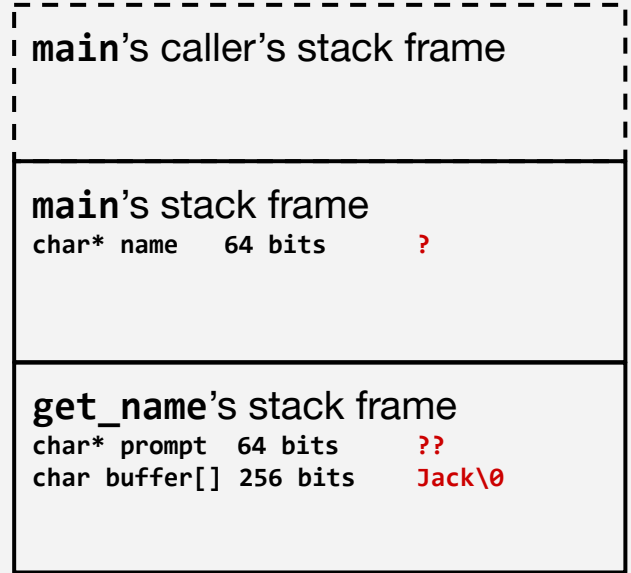 main’s caller’s stack frame
main’s stack frame
char* name 64 bits ?
get_name’s stack frame
char* prompt 64 bits ??
char buffer[] 256 bits Jack\0